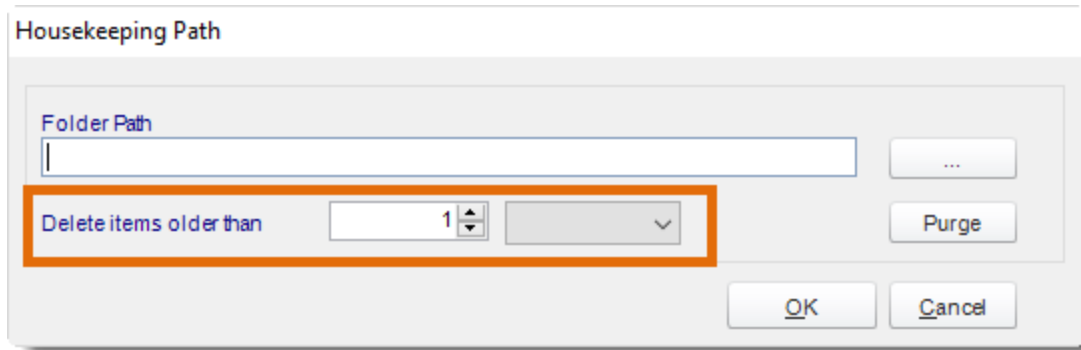 Housekeeping Path
Folder Path
...
Delete items older than 1 Purge
OK Cancel